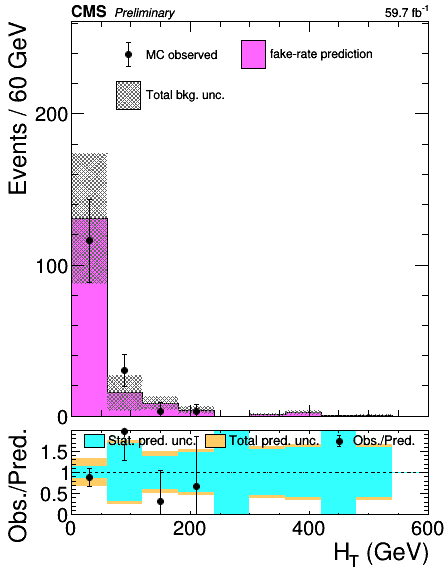 CMS Preliminary 59.7 fb⁻¹
Events / 60 GeV
MC observed
fake-rate prediction
Total bkg. unc.
200
100
0
Obs./Pred.
Stat. pred. unc.
Total pred. unc.
Obs./Pred.
1.5
1
0.5
0
0 200 400 600
H_T (GeV)